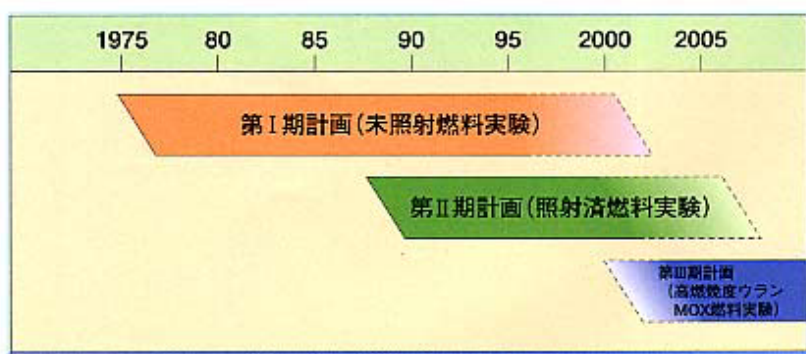 1975 80 85 90 95 2000 2005
第Ⅰ期計画(未照射燃料実験)
第Ⅱ期計画(照射済燃料実験)
第Ⅲ期計画
(高燃焼度ウラン
MOX燃料実験)